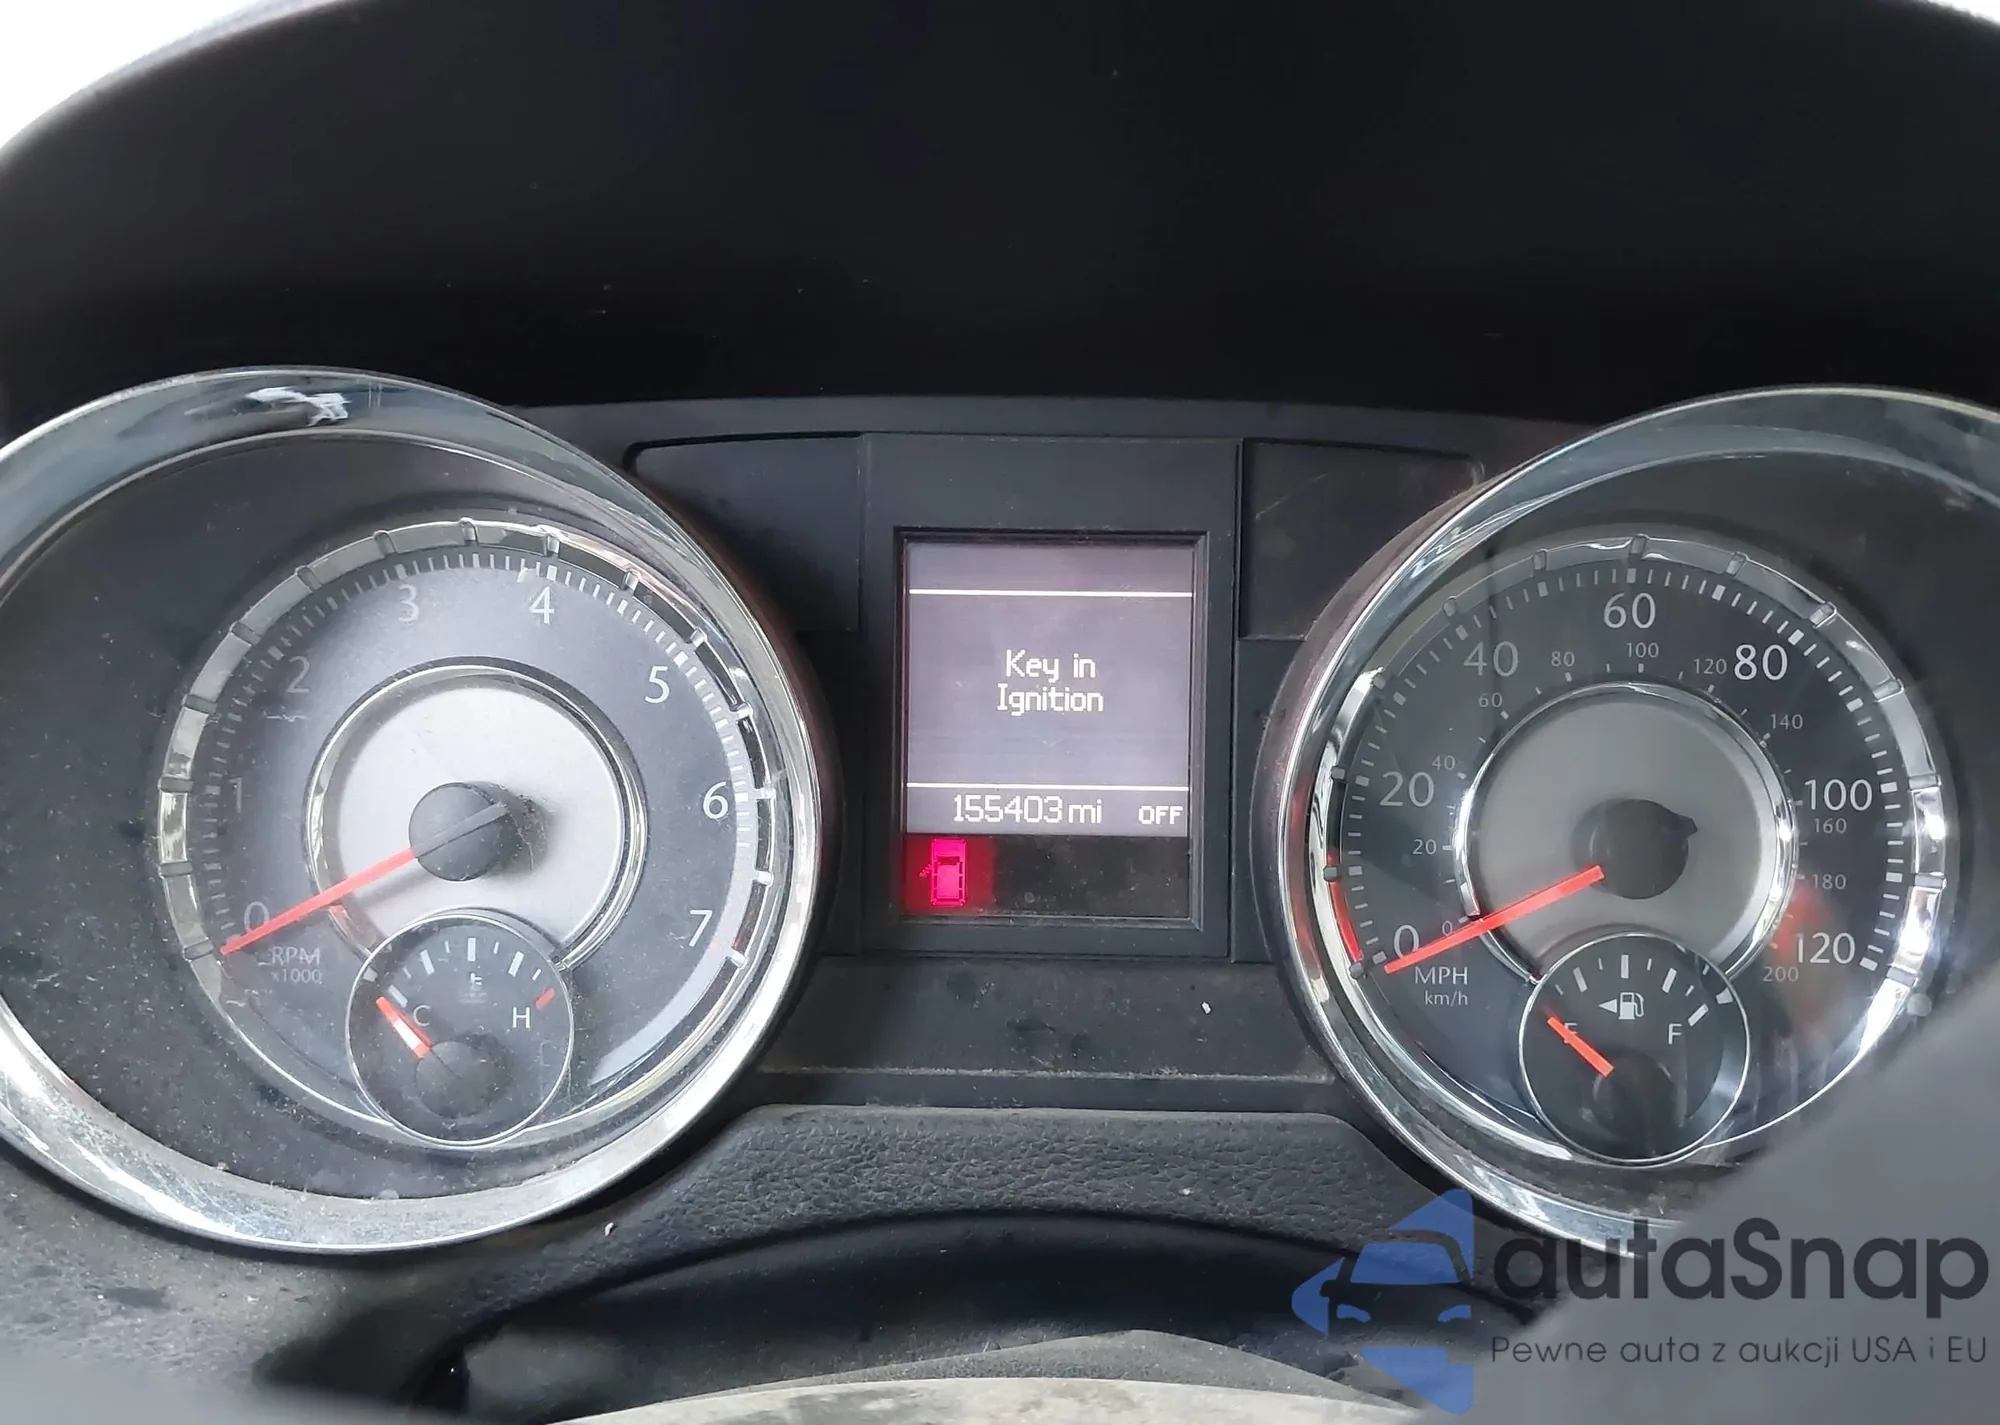 3
4
2
5
1
6
0
7
RPM
x1000
C
H
Key in
Ignition
155403 mi OFF
60
40
80
80
100
120
60
140
20
40
100
160
20
180
0
0
120
MPH
200
km/h
E
F
autaSnap
Pewne auta z aukcji USA i EU